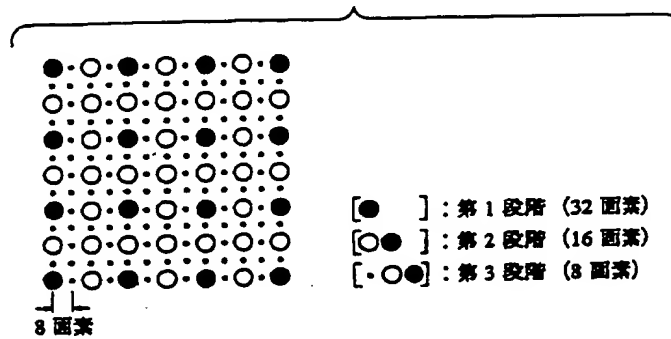 [● ] : 第 1 段階 (32 画素)
[○●] : 第 2 段階 (16 画素)
[・○●] : 第 3 段階 (8 画素)
8 画素